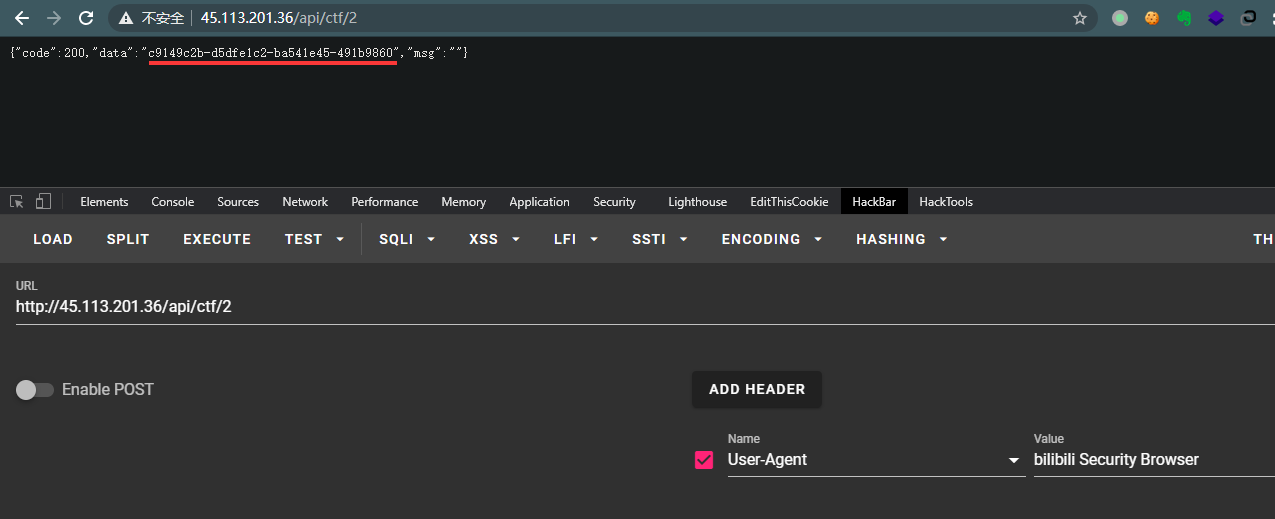 不安全 45.113.201.36/api/ctf/2
{"code":200,"data":"c9149c2b-d5dfe1c2-ba541e45-491b9860","msg":""}
Elements Console Sources Network Performance Memory Application Security Lighthouse EditThisCookie HackBar HackTools
LOAD SPLIT EXECUTE TEST SQLI XSS LFI SSTI ENCODING HASHING TH
URL
http://45.113.201.36/api/ctf/2
Enable POST ADD HEADER
Name Value
User-Agent bilibili Security Browser